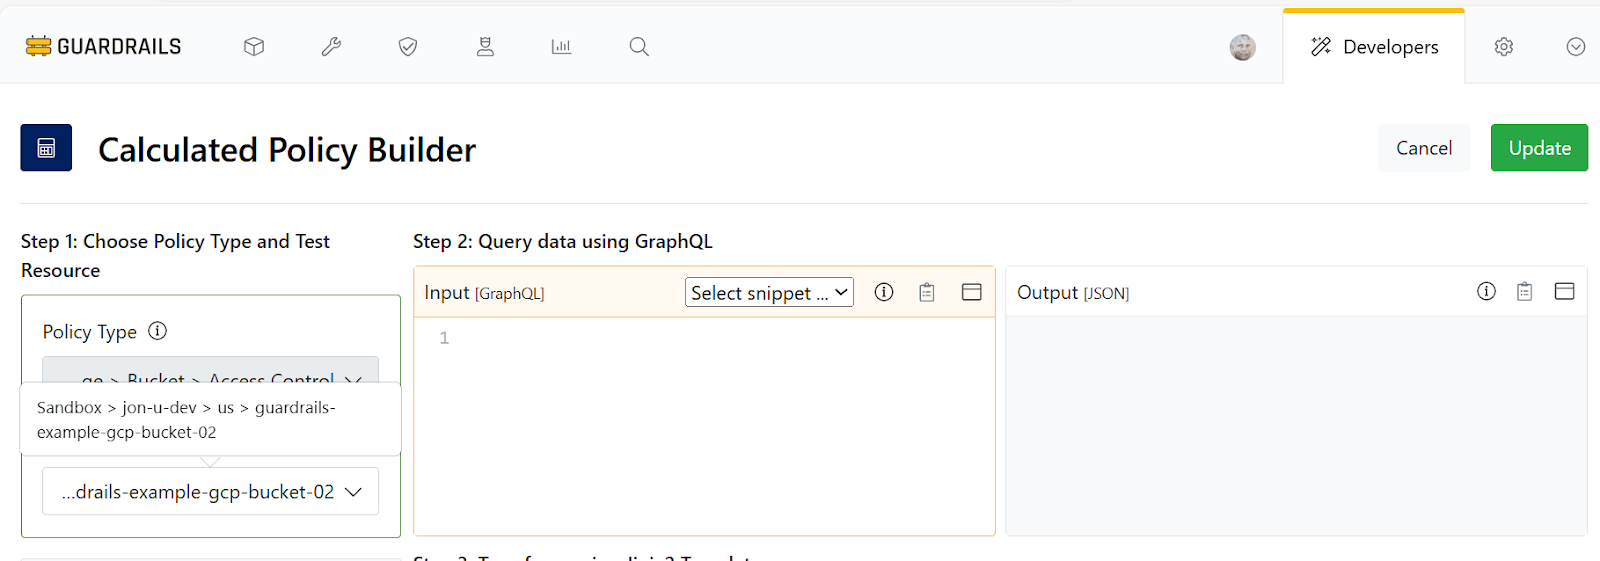 GUARDRAILS
Developers
Calculated Policy Builder
Cancel
Update
Step 1: Choose Policy Type and Test
Resource
Policy Type
ge > Bucket > Access Control
Sandbox > jon-u-dev > us > guardrails-
example-gcp-bucket-02
...drails-example-gcp-bucket-02
Step 2: Query data using GraphQL
Input [GraphQL]
Select snippet ...
1
Output [JSON]